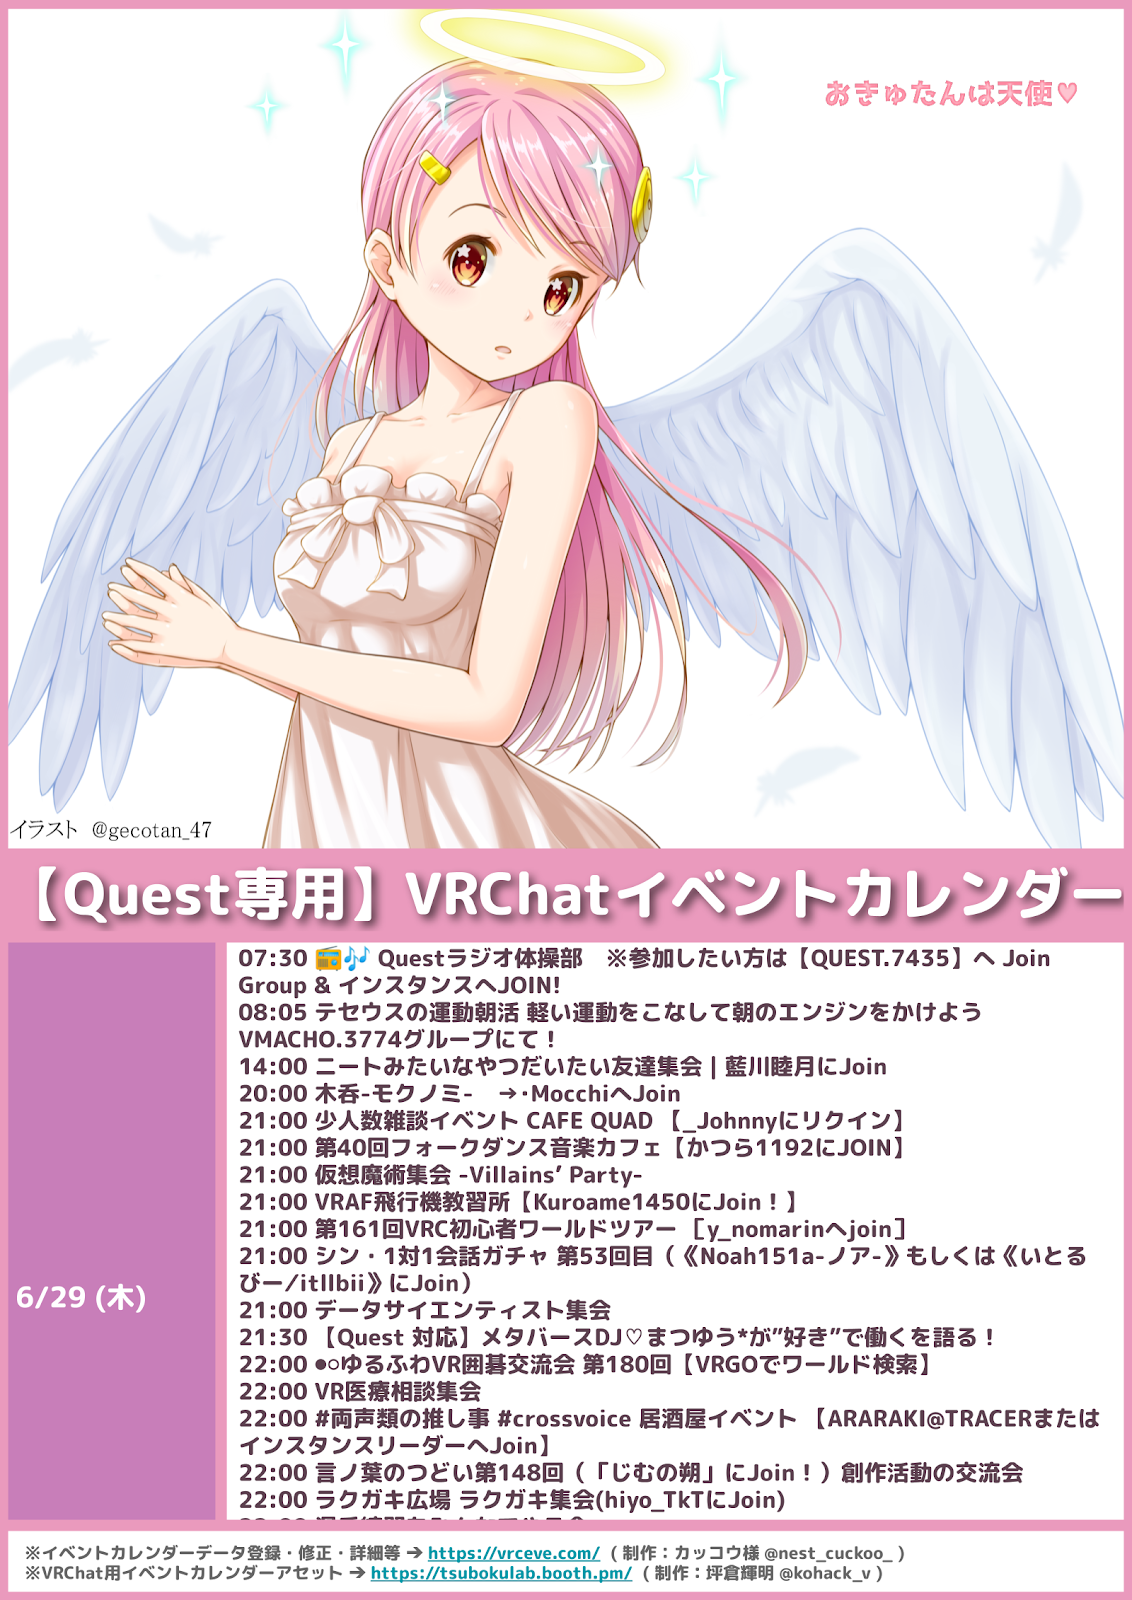 おきゅたんは天使♡
イラスト @gecotan_47
【Quest専用】VRChatイベントカレンダー
6/29 (木)
07:30 📻🎶 Questラジオ体操部　※参加したい方は【QUEST.7435】へ Join
Group & インスタンスへJOIN!
08:05 テセウスの運動朝活 軽い運動をこなして朝のエンジンをかけよう
VMACHO.3774グループにて！
14:00 ニートみたいなやつだいたい友達集会 | 藍川睦月にJoin
20:00 木呑-モクノミ-　→･MocchiへJoin
21:00 少人数雑談イベント CAFE QUAD 【_Johnnyにリクイン】
21:00 第40回フォークダンス音楽カフェ【かつら1192にJOIN】
21:00 仮想魔術集会 -Villains’ Party-
21:00 VRAF飛行機教習所【Kuroame1450にJoin！】
21:00 第161回VRC初心者ワールドツアー ［y_nomarinへjoin］
21:00 シン・1対1会話ガチャ 第53回目（《Noah151a-ノア-》もしくは《いとる
びー/itllbii》にJoin）
21:00 データサイエンティスト集会
21:30 【Quest 対応】メタバースDJ♡まつゆう*が”好き”で働くを語る！
22:00 ●○ゆるふわVR囲碁交流会 第180回【VRGOでワールド検索】
22:00 VR医療相談集会
22:00 #両声類の推し事 #crossvoice 居酒屋イベント 【ARARAKI@TRACERまたは
インスタンスリーダーへJoin】
22:00 言ノ葉のつどい第148回（「じむの朔」にJoin！）創作活動の交流会
22:00 ラクガキ広場 ラクガキ集会(hiyo_TkTにJoin)
※イベントカレンダーデータ登録・修正・詳細等 ➔ https://vrceve.com/ ( 制作：カッコウ様 @nest_cuckoo_ )
※VRChat用イベントカレンダーアセット ➔ https://tsubokulab.booth.pm/ ( 制作：坪倉輝明 @kohack_v )